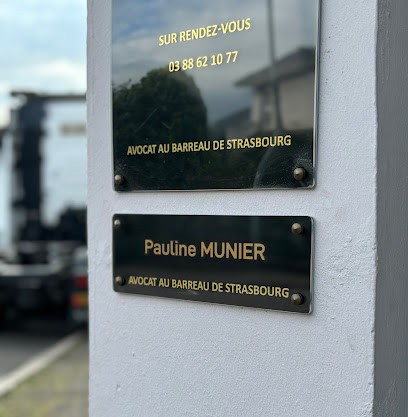 SUR RENDEZ-VOUS
03 88 62 10 77
AVOCAT AU BARREAU DE STRASBOURG
Pauline MUNIER
AVOCAT AU BARREAU DE STRASBOURG